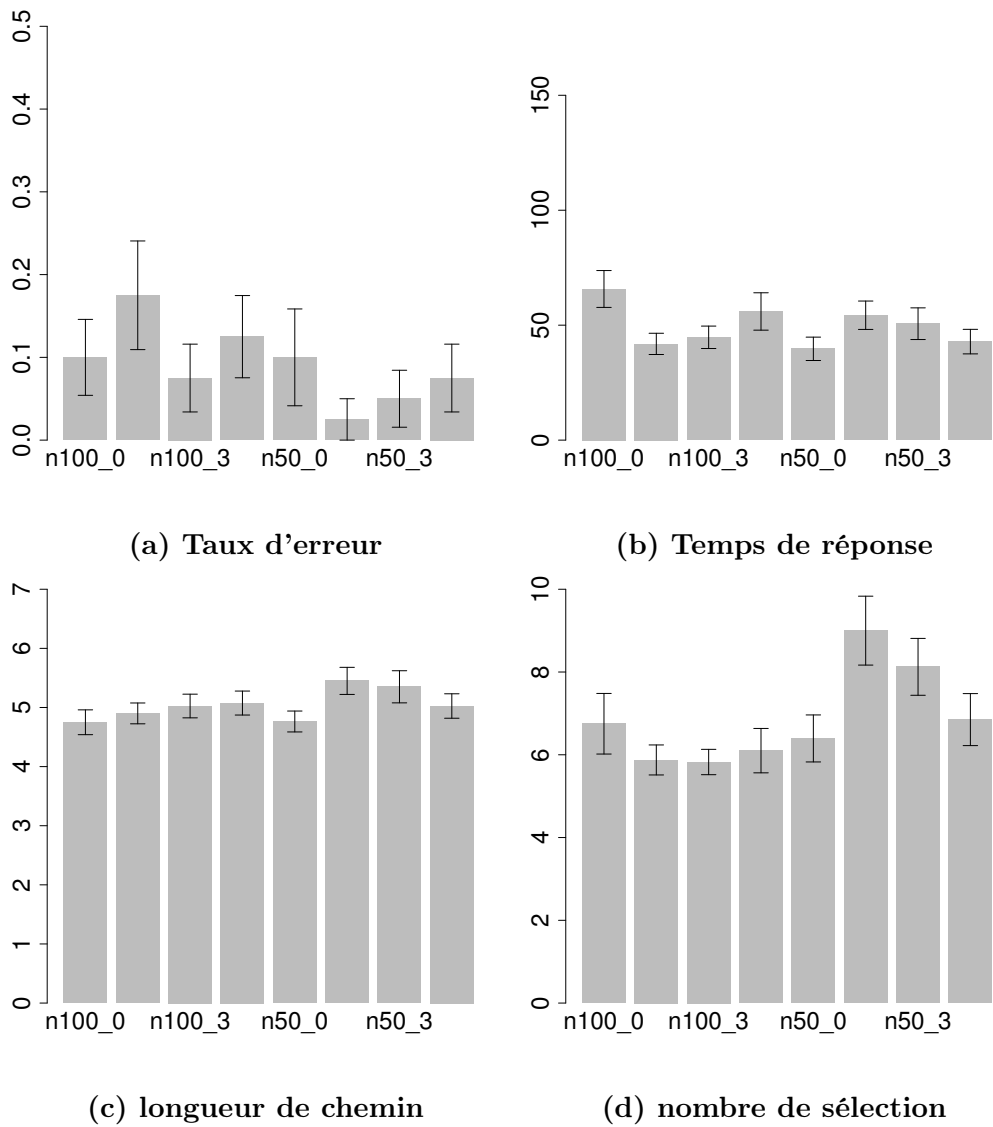 0.0 0.1 0.2 0.3 0.4 0.5
n100_0 n100_3 n50_0 n50_3
(a) Taux d'erreur
0 50 100 150
n100_0 n100_3 n50_0 n50_3
(b) Temps de réponse
0 1 2 3 4 5 6 7
n100_0 n100_3 n50_0 n50_3
(c) longueur de chemin
0 2 4 6 8 10
n100_0 n100_3 n50_0 n50_3
(d) nombre de sélection